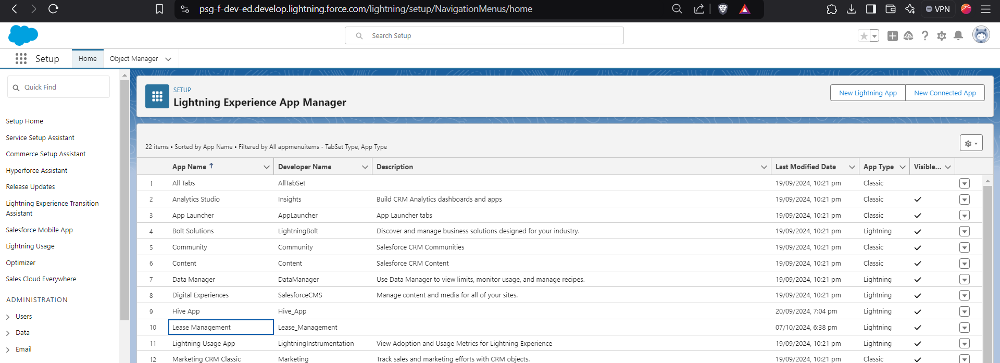 psg-f-dev-ed.develop.lightning.force.com/lightning/setup/NavigationMenus/home
VPN
Search Setup
Setup
Home
Object Manager
Quick Find
Setup Home
Service Setup Assistant
Commerce Setup Assistant
Hyperforce Assistant
Release Updates
Lightning Experience Transition
Assistant
Salesforce Mobile App
Lightning Usage
Optimizer
Sales Cloud Everywhere
ADMINISTRATION
Users
Data
Email
SETUP
Lightning Experience App Manager
New Lightning App
New Connected App
22 items • Sorted by App Name • Filtered by All appmenuitems - TabSet Type, App Type
App Name Developer Name Description Last Modified Date App Type Visible...
1 All Tabs AllTabSet 19/09/2024, 10:21 pm Classic
2 Analytics Studio Insights Build CRM Analytics dashboards and apps 19/09/2024, 10:21 pm Classic
3 App Launcher AppLauncher App Launcher tabs 19/09/2024, 10:21 pm Classic
4 Bolt Solutions LightningBolt Discover and manage business solutions designed for your industry. 19/09/2024, 10:21 pm Lightning
5 Community Community Salesforce CRM Communities 19/09/2024, 10:21 pm Classic
6 Content Content Salesforce CRM Content 19/09/2024, 10:21 pm Classic
7 Data Manager DataManager Use Data Manager to view limits, monitor usage, and manage recipes. 19/09/2024, 10:21 pm Lightning
8 Digital Experiences SalesforceCMS Manage content and media for all of your sites. 19/09/2024, 10:21 pm Lightning
9 Hive App Hive_App 20/09/2024, 7:04 pm Lightning
10 Lease Management Lease_Management 07/10/2024, 6:38 pm Lightning
11 Lightning Usage App LightningInstrumentation View Adoption and Usage Metrics for Lightning Experience 19/09/2024, 10:21 pm Lightning
12 Marketing CRM Classic Marketing Track sales and marketing efforts with CRM objects. 19/09/2024, 10:21 pm Classic